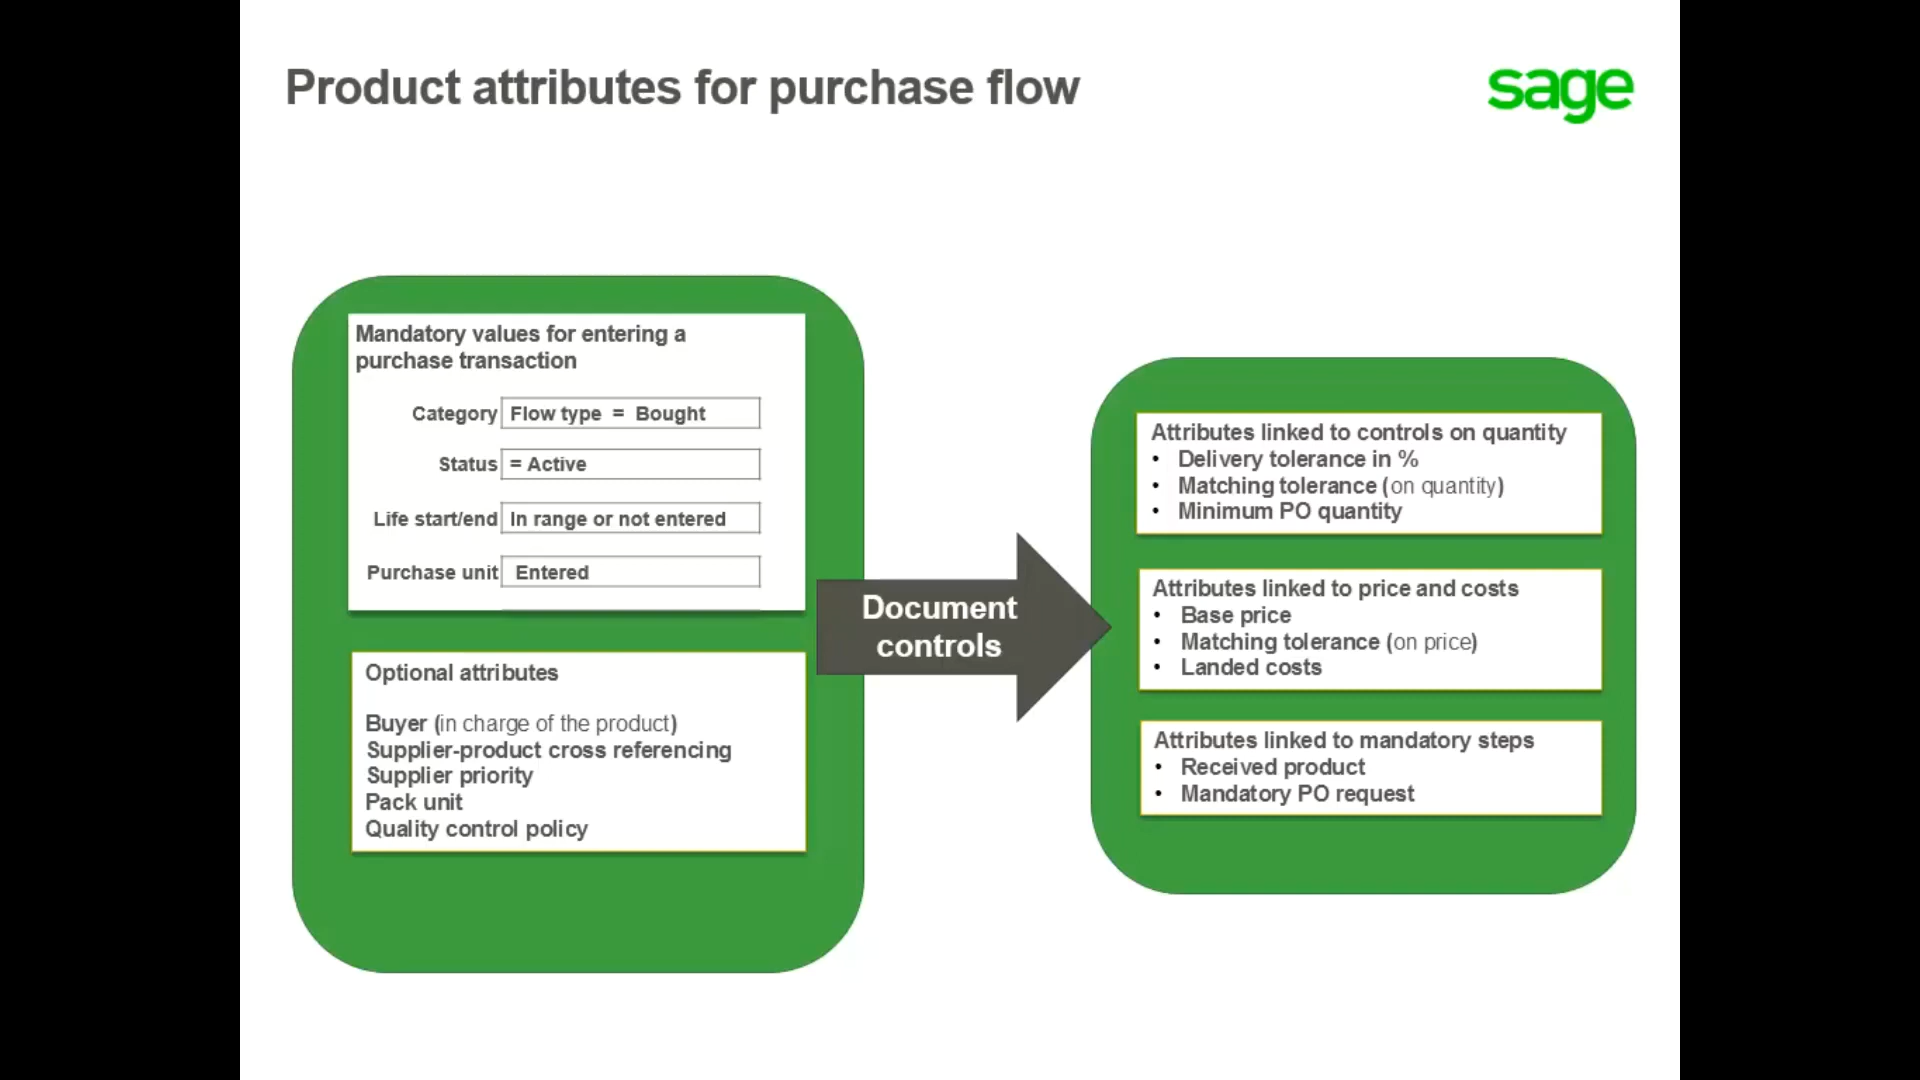 Product attributes for purchase flow
sage
Mandatory values for entering a
purchase transaction
Category Flow type = Bought
Status = Active
Life start/end In range or not entered
Purchase unit Entered
Optional attributes
Buyer (in charge of the product)
Supplier-product cross referencing
Supplier priority
Pack unit
Quality control policy
Document
controls
Attributes linked to controls on quantity
• Delivery tolerance in %
• Matching tolerance (on quantity)
• Minimum PO quantity
Attributes linked to price and costs
• Base price
• Matching tolerance (on price)
• Landed costs
Attributes linked to mandatory steps
• Received product
• Mandatory PO request